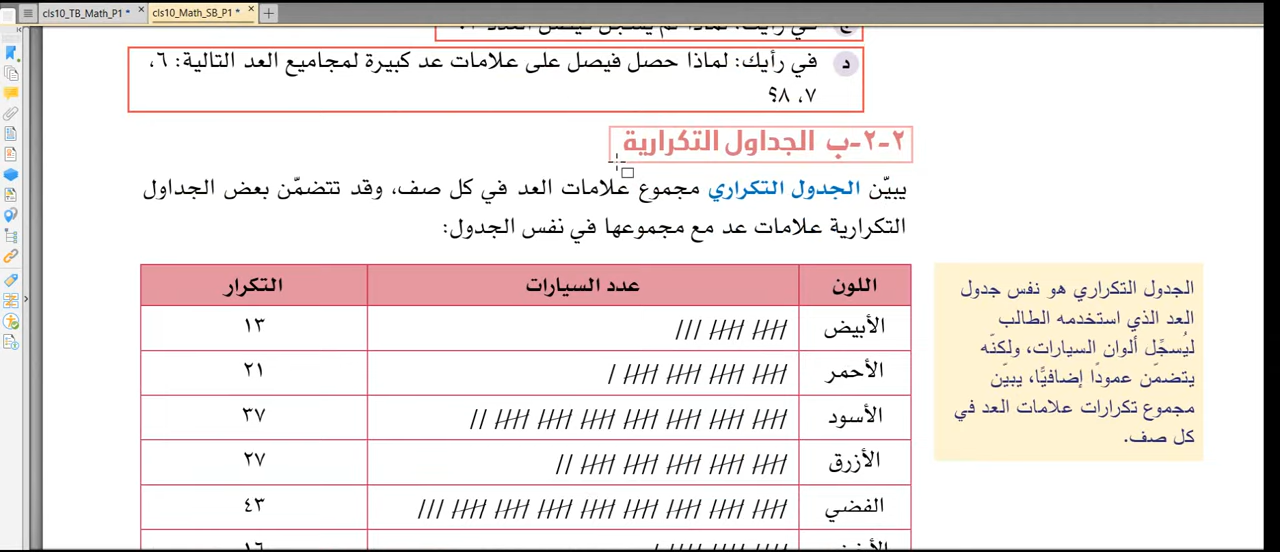 cls10_TB_Math_P1 *
cls10_Math_SB_P1 *
د في رأيك: لماذا حصل فيصل على علامات عد كبيرة لمجاميع العد التالية: ٦،
٧، ٨؟
٢-٢-ب الجداول التكرارية
يبيّن الجدول التكراري مجموع علامات العد في كل صف، وقد تتضمّن بعض الجداول
التكرارية علامات عد مع مجموعها في نفس الجدول:
اللون عدد السيارات التكرار
الأبيض ١٣
الأحمر ٢١
الأسود ٣٧
الأزرق ٢٧
الفضي ٤٣
١٦
الجدول التكراري هو نفس جدول
العد الذي استخدمه الطالب
ليُسجِّل ألوان السيارات، ولكنّه
يتضمّن عمودًا إضافيًّا، يبيّن
مجموع تكرارات علامات العد في
كل صف.